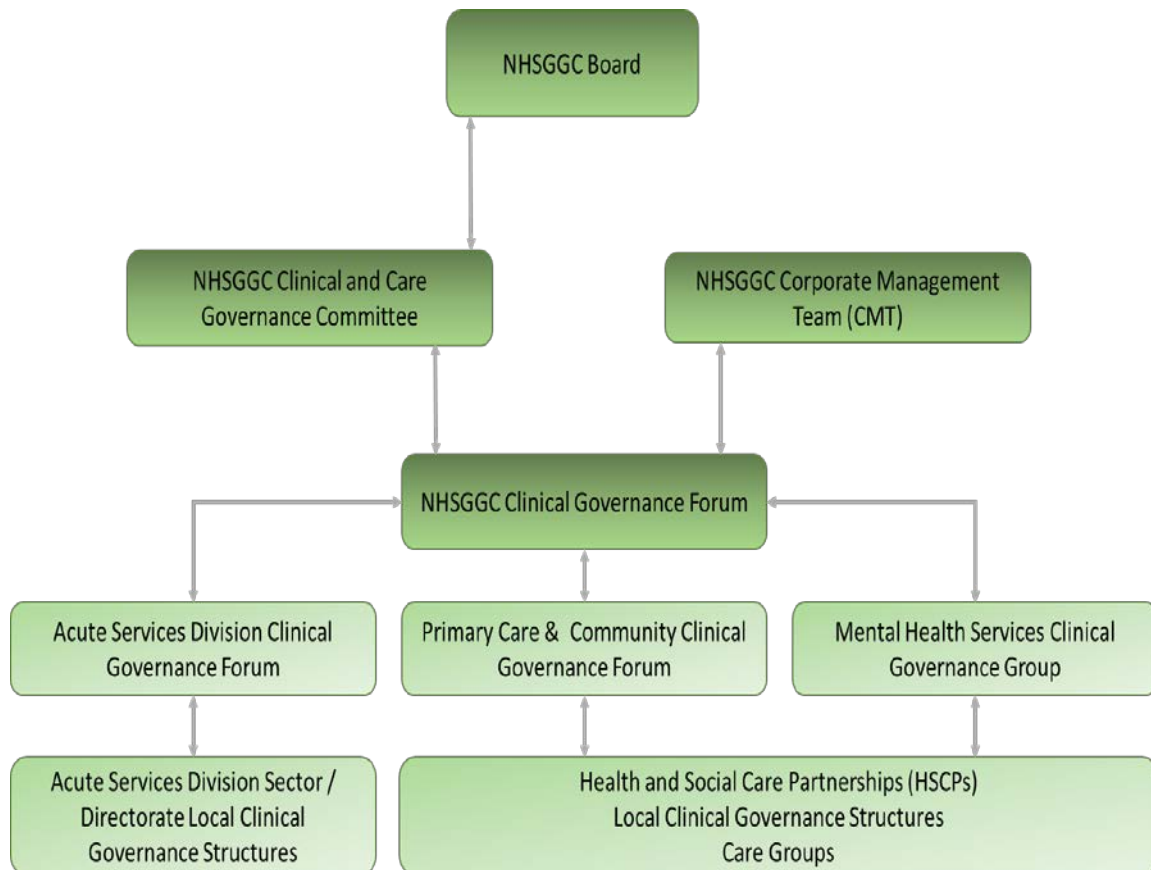 NHSGGC Board
NHSGGC Clinical and Care
Governance Committee
NHSGGC Corporate Management
Team (CMT)
NHSGGC Clinical Governance Forum
Acute Services Division Clinical
Governance Forum
Primary Care & Community Clinical
Governance Forum
Mental Health Services Clinical
Governance Group
Acute Services Division Sector /
Directorate Local Clinical
Governance Structures
Health and Social Care Partnerships (HSCPs)
Local Clinical Governance Structures
Care Groups